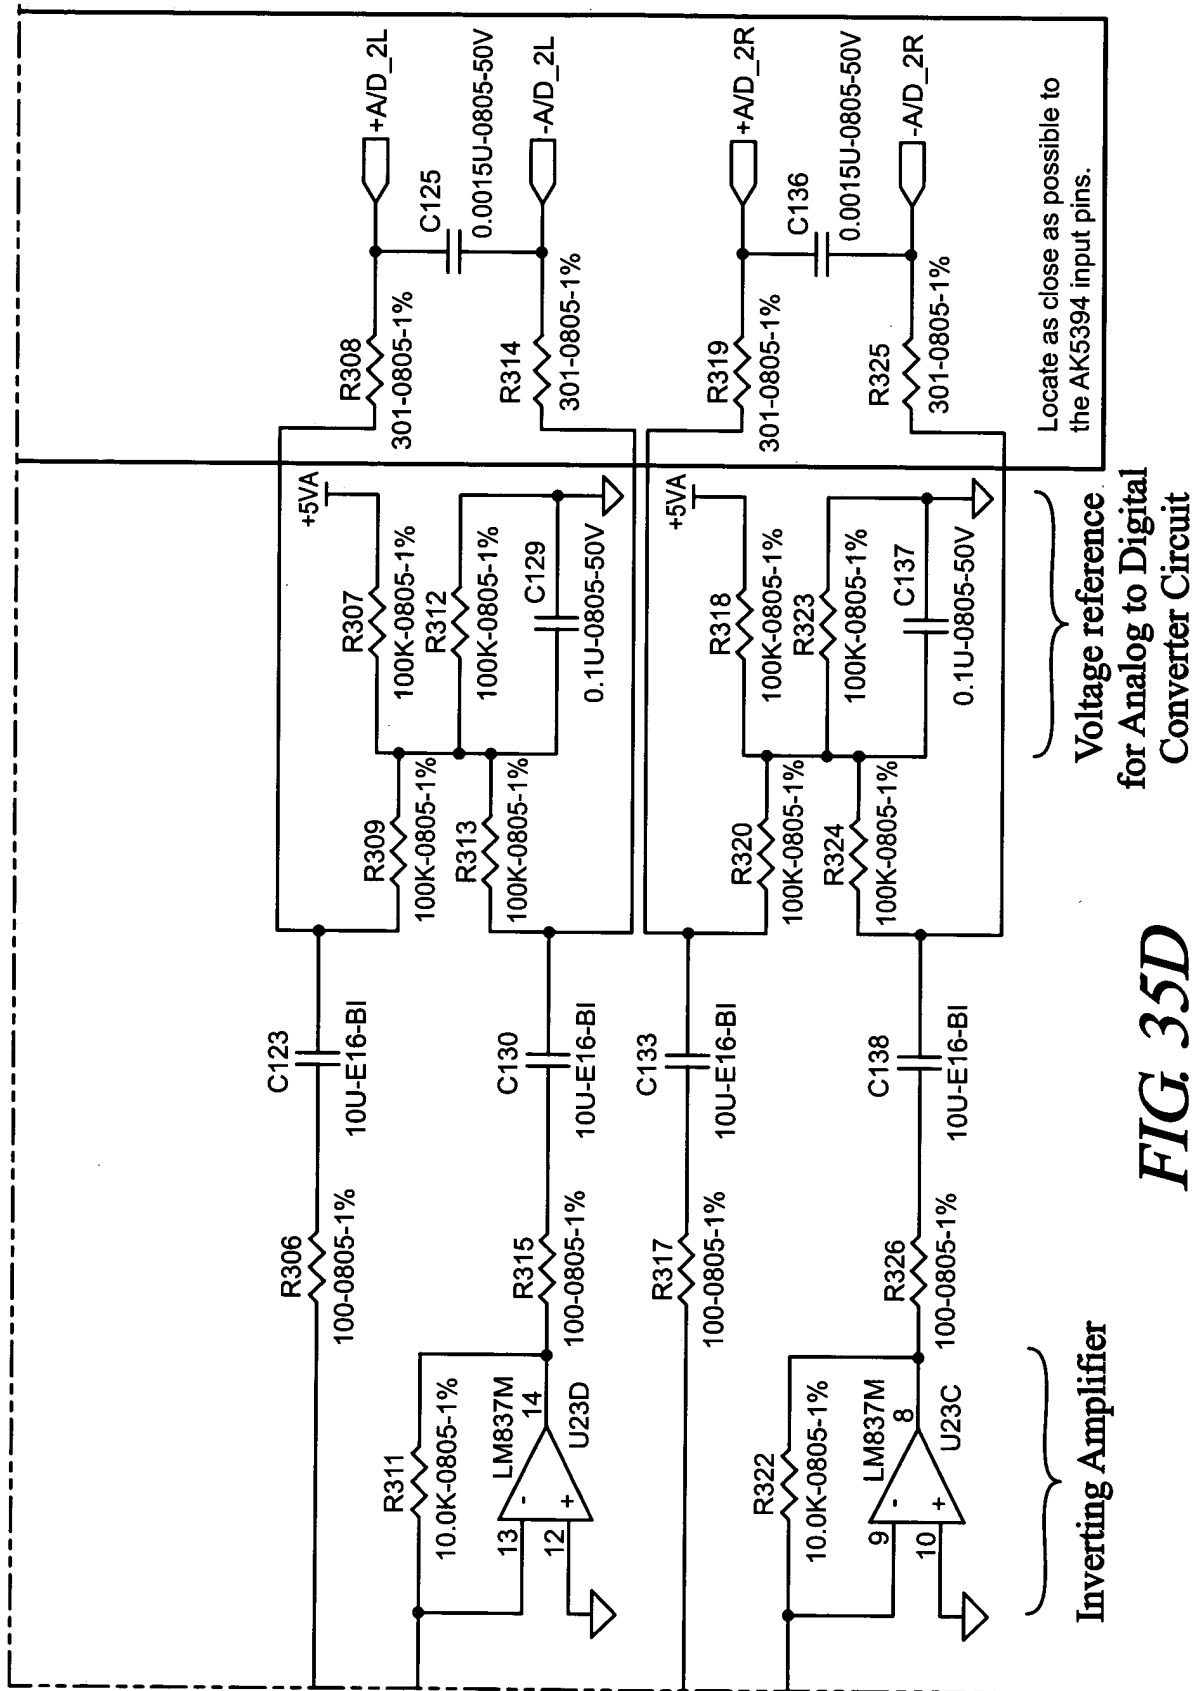 R306
100-0805-1%
C123
10U-E16-BI
R309
100K-0805-1%
R307
100K-0805-1%
+5VA
R308
301-0805-1%
+A/D_2L
C125
0.0015U-0805-50V
R311
10.0K-0805-1%
13
12
-
+
LM837M
14
U23D
R315
100-0805-1%
C130
10U-E16-BI
R313
100K-0805-1%
R312
100K-0805-1%
C129
0.1U-0805-50V
R314
301-0805-1%
-A/D_2L
R317
100-0805-1%
C133
10U-E16-BI
R320
100K-0805-1%
R318
100K-0805-1%
+5VA
R319
301-0805-1%
+A/D_2R
C136
0.0015U-0805-50V
R322
10.0K-0805-1%
9
10
-
+
LM837M
8
U23C
R326
100-0805-1%
C138
10U-E16-BI
R324
100K-0805-1%
R323
100K-0805-1%
C137
0.1U-0805-50V
R325
301-0805-1%
-A/D_2R
Locate as close as possible to
the AK5394 input pins.
Inverting Amplifier
Voltage reference
for Analog to Digital
Converter Circuit
FIG. 35D